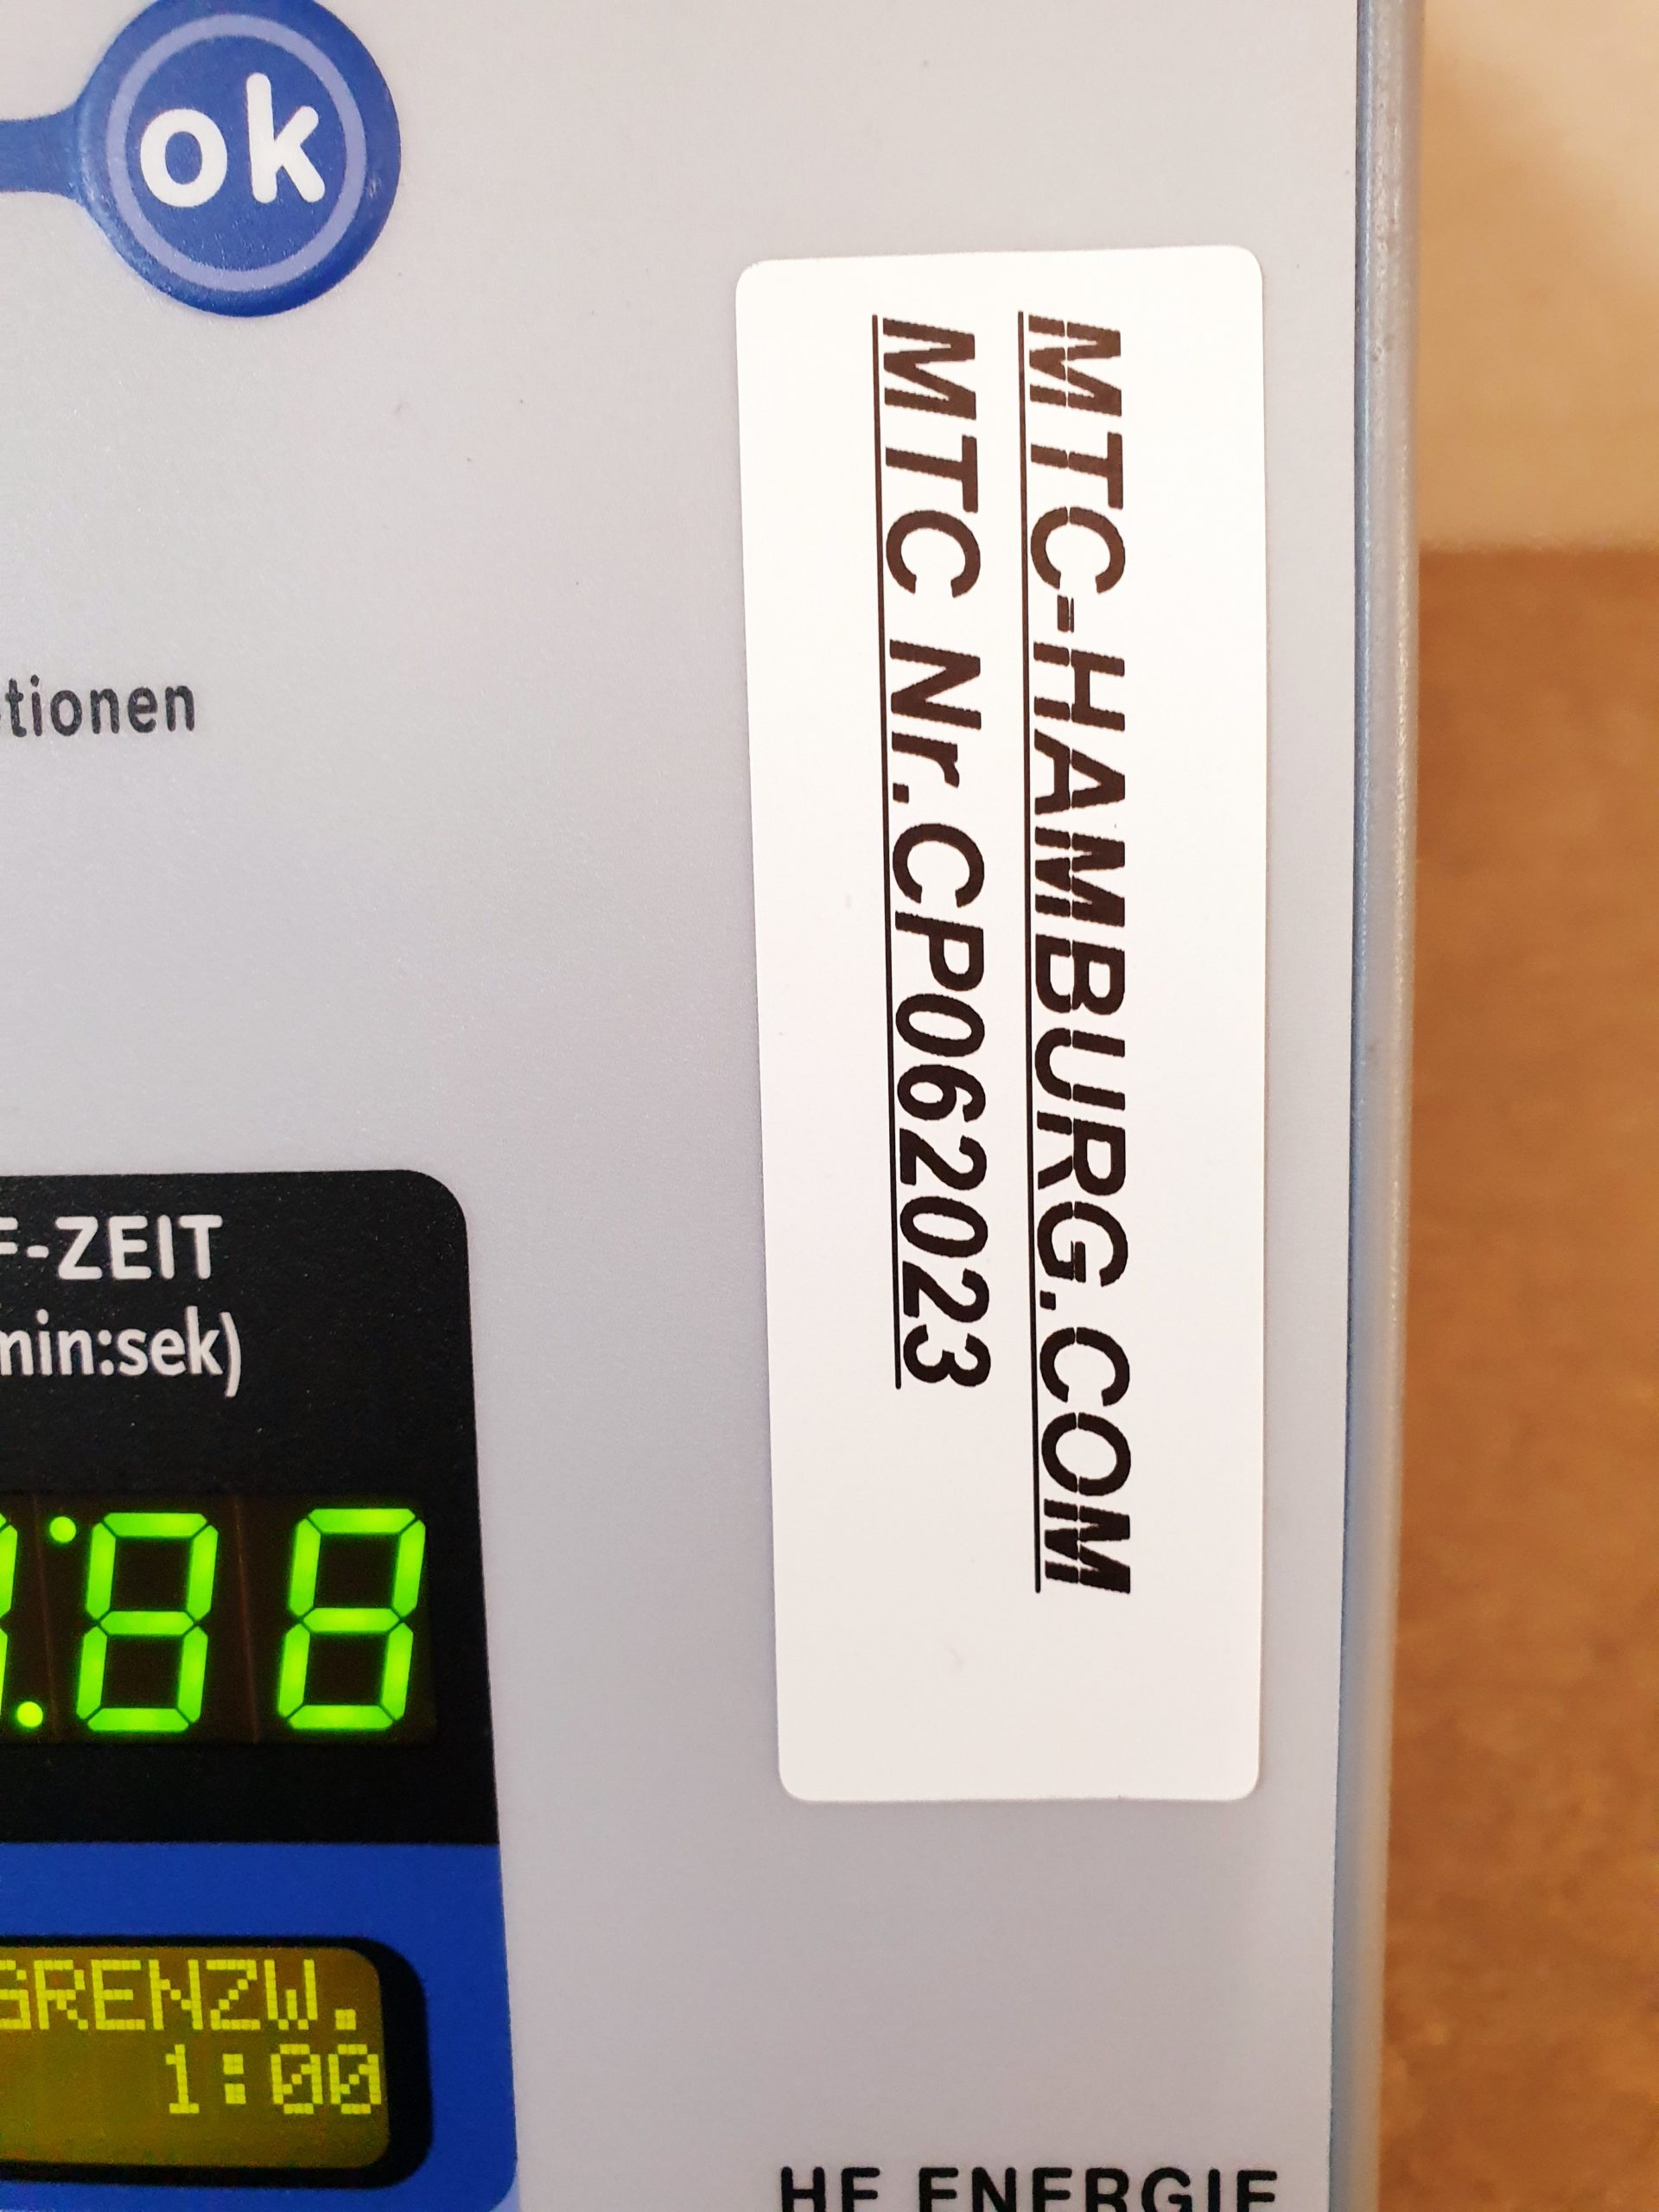 ok
MTC-HAMBURG.COM
MTC Nr.CP062023
tionen
F-ZEIT
min:sek)
88
GRENZW.
1:00
HF ENERGIE